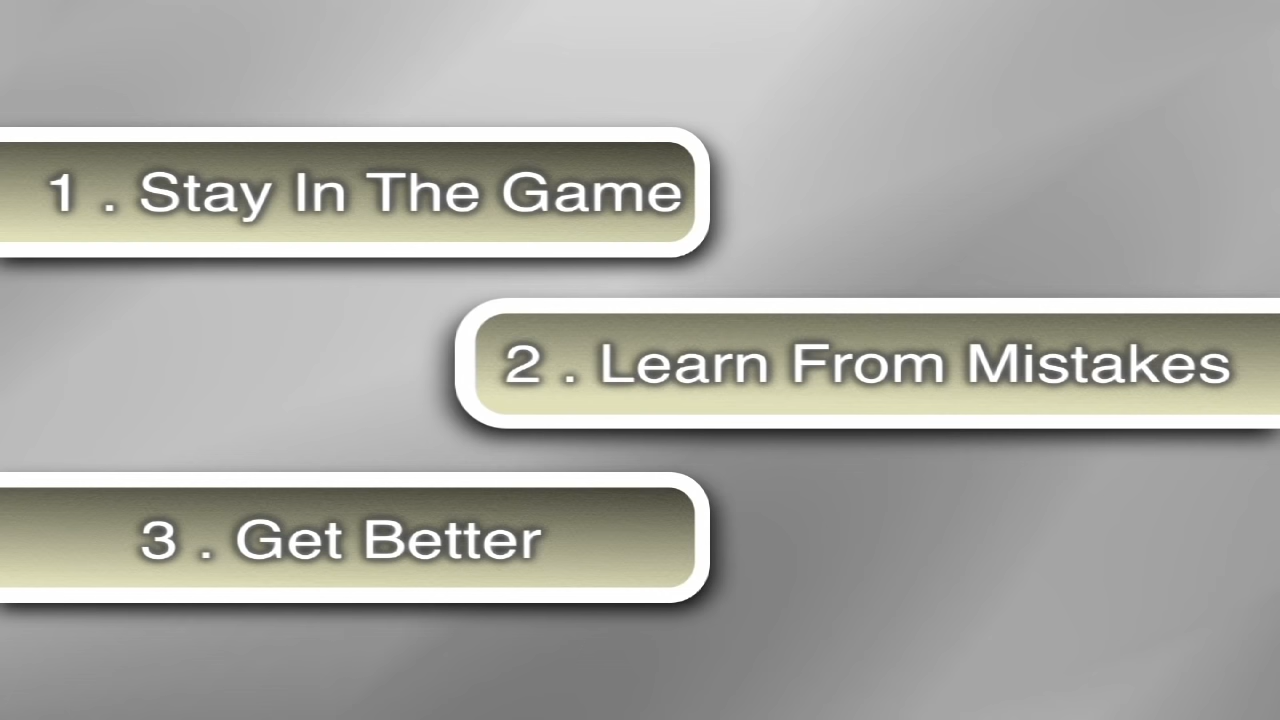 1 . Stay In The Game
2 . Learn From Mistakes
3 . Get Better